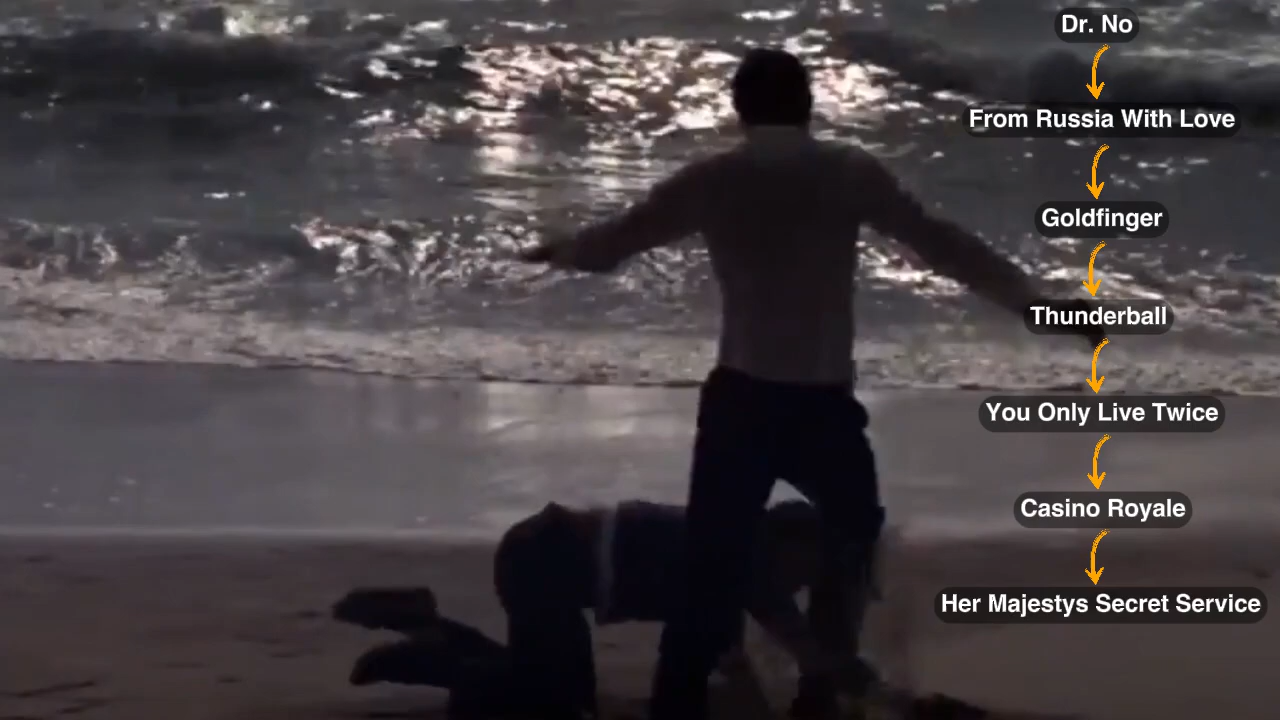 Dr. No
From Russia With Love
Goldfinger
Thunderball
You Only Live Twice
Casino Royale
Her Majestys Secret Service